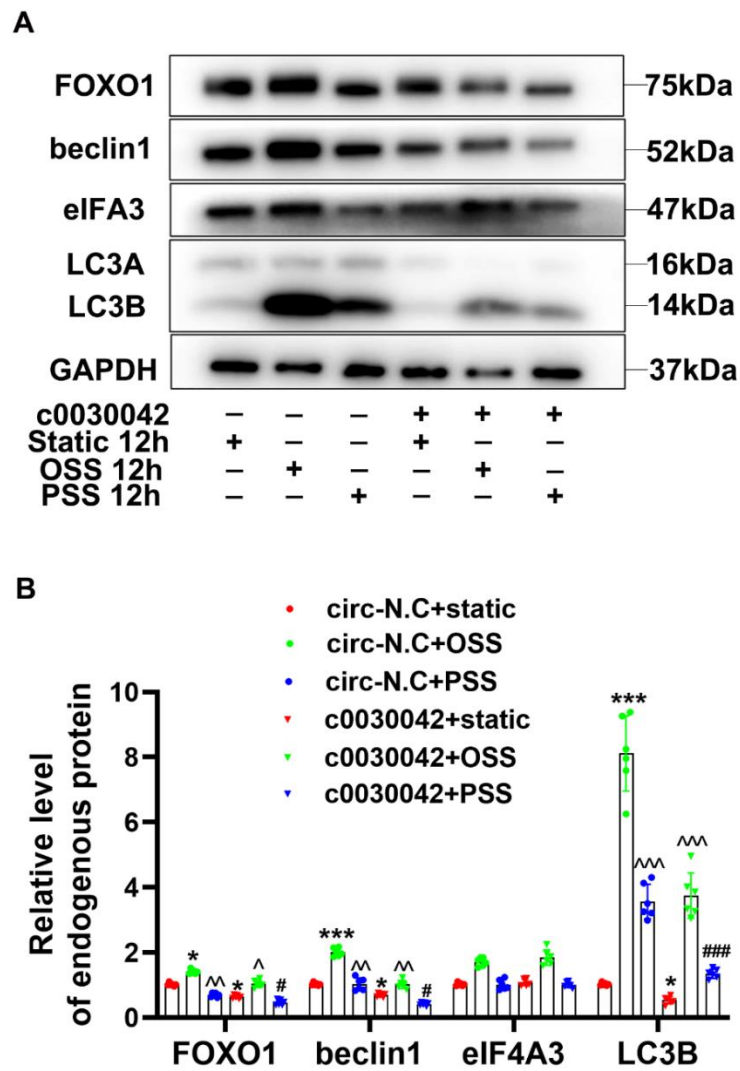 A
FOXO1 75kDa
beclin1 52kDa
eIFA3 47kDa
LC3A 16kDa
LC3B 14kDa
GAPDH 37kDa
c0030042 – – – + + +
Static 12h + – – + – –
OSS 12h – + – – + –
PSS 12h – – + – – +
B
circ-N.C+static
circ-N.C+OSS
circ-N.C+PSS
c0030042+static
c0030042+OSS
c0030042+PSS
Relative level
of endogenous protein
10
8
6
4
2
0
* ^^ * ^ #
*** ^^ * ^^ #
*** ^^^ * ^^^ ###
FOXO1 beclin1 eIF4A3 LC3B